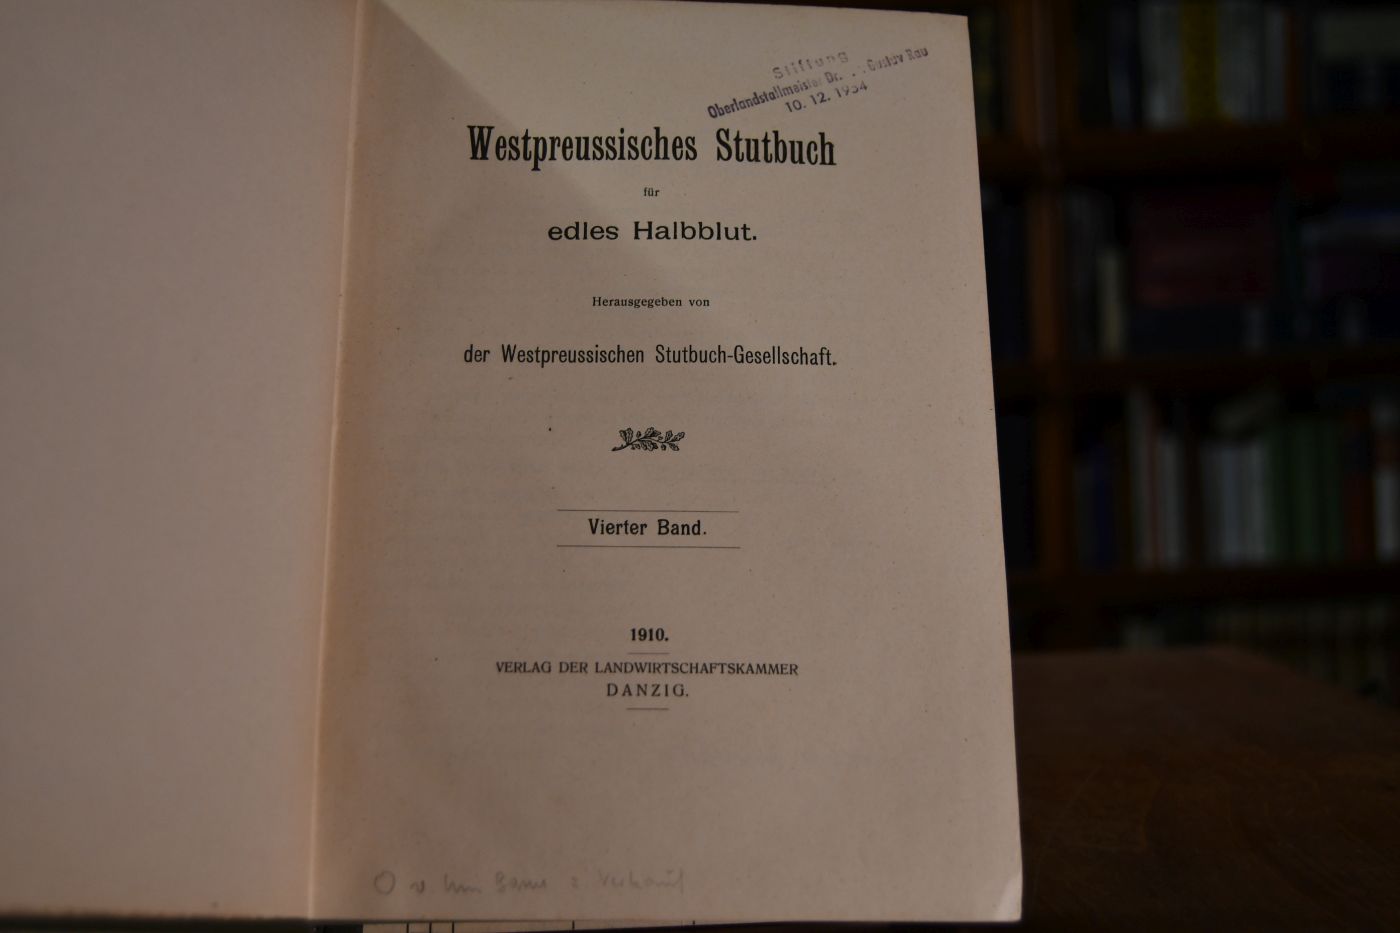 Stiftung
Oberlandstallmeister Dr. Gustav Rau
10. 12. 1954
Westpreussisches Stutbuch
für
edles Halbblut.
Herausgegeben von
der Westpreussischen Stutbuch-Gesellschaft.
Vierter Band.
1910.
VERLAG DER LANDWIRTSCHAFTSKAMMER
DANZIG.